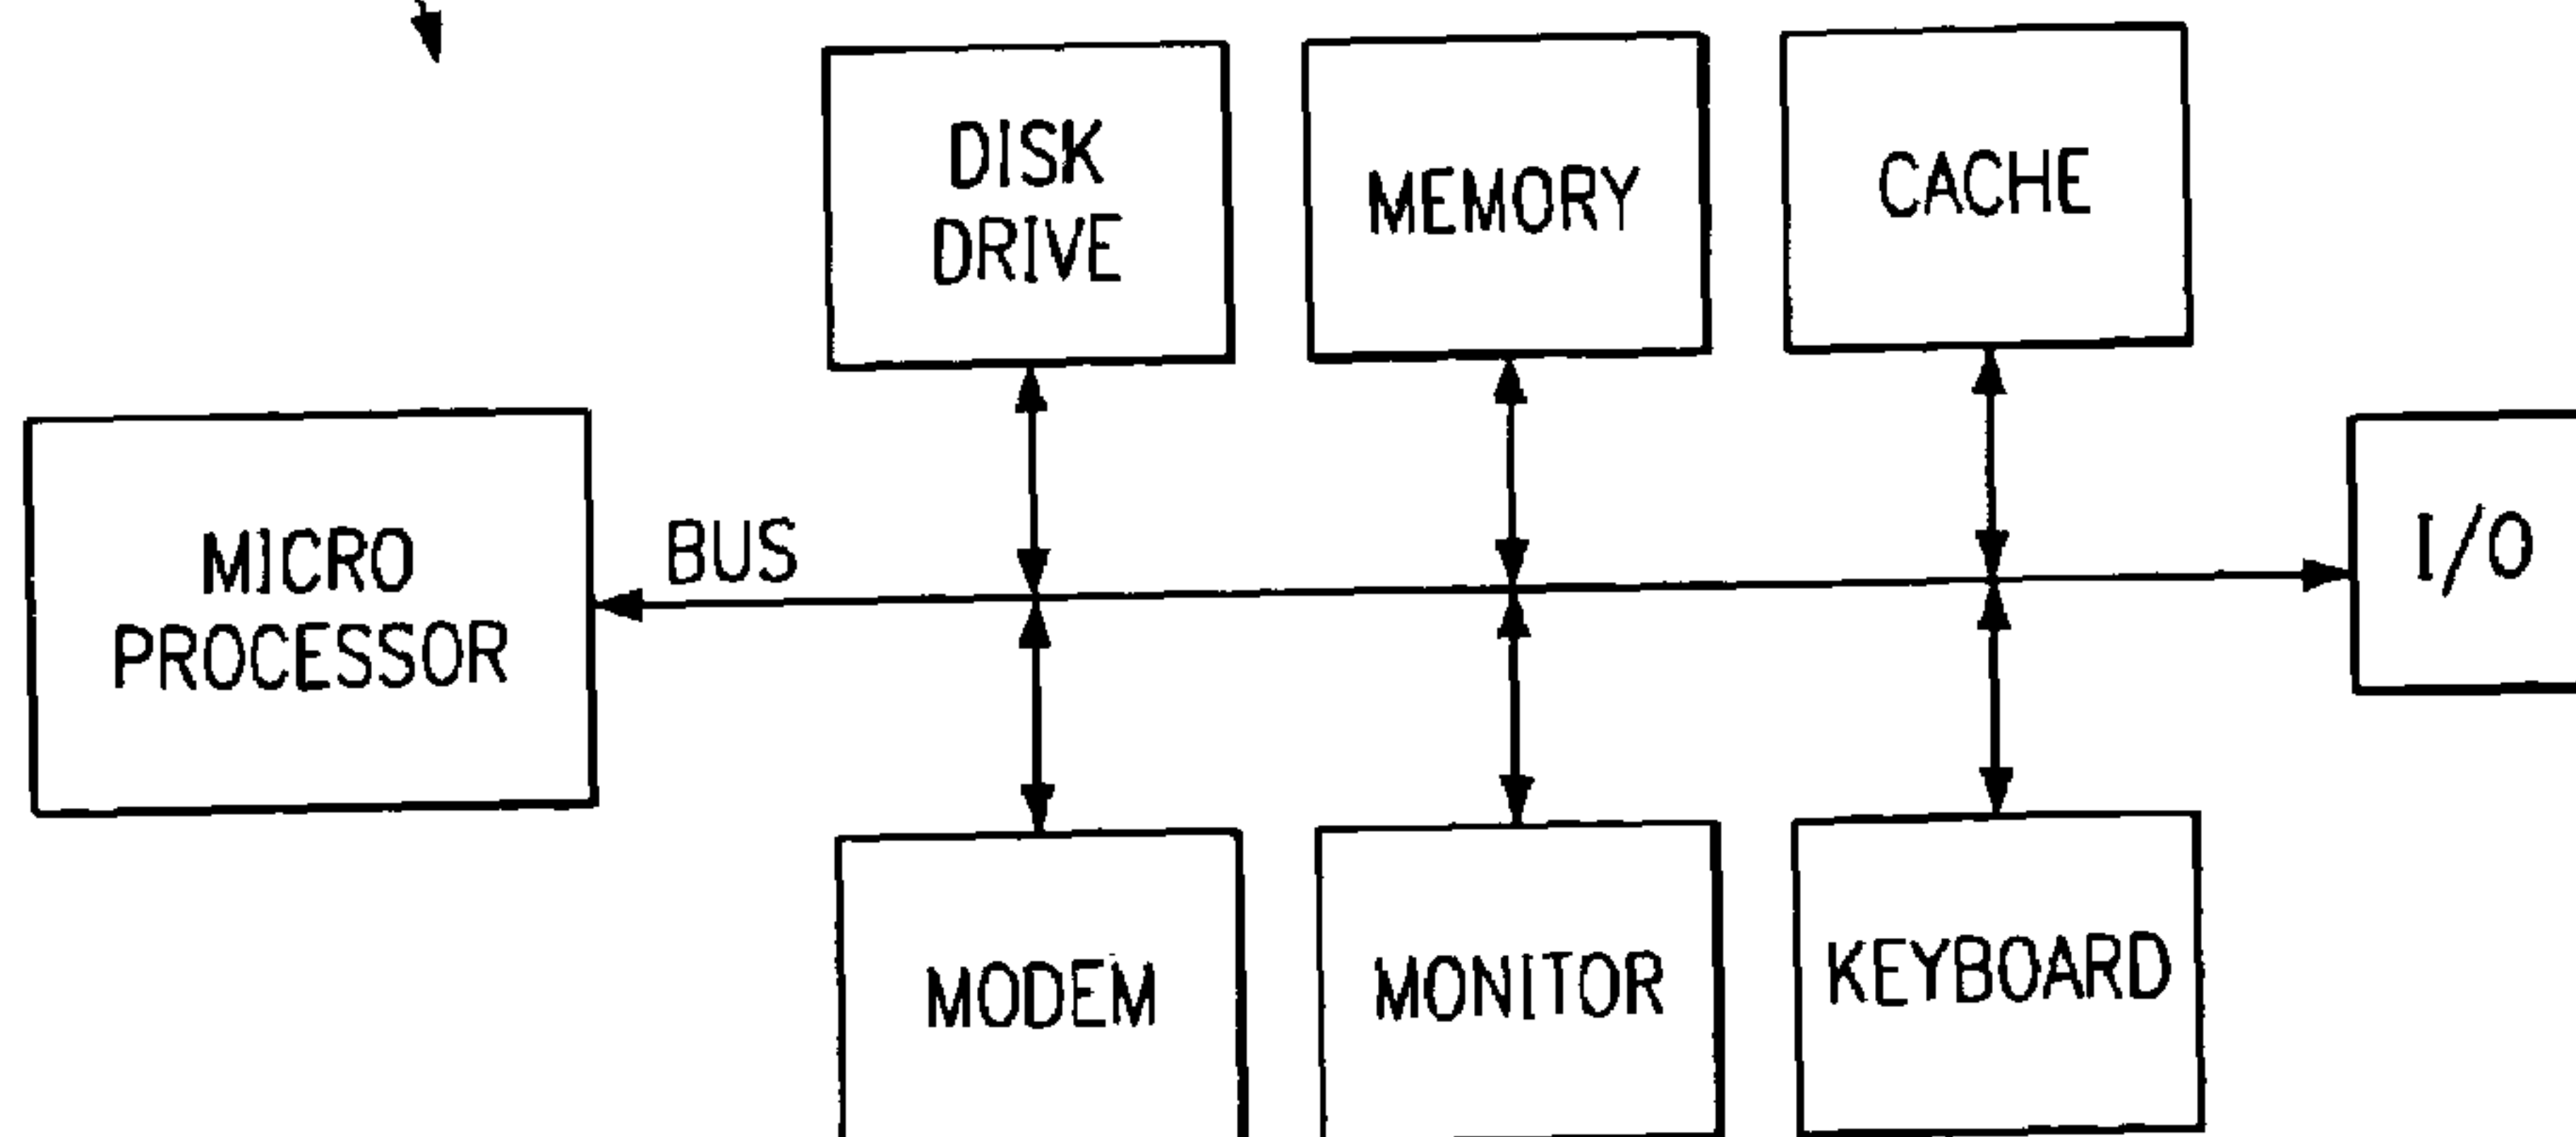 DISK
DRIVE
MEMORY
CACHE
MICRO
PROCESSOR
BUS
I/O
MODEM
MONITOR
KEYBOARD